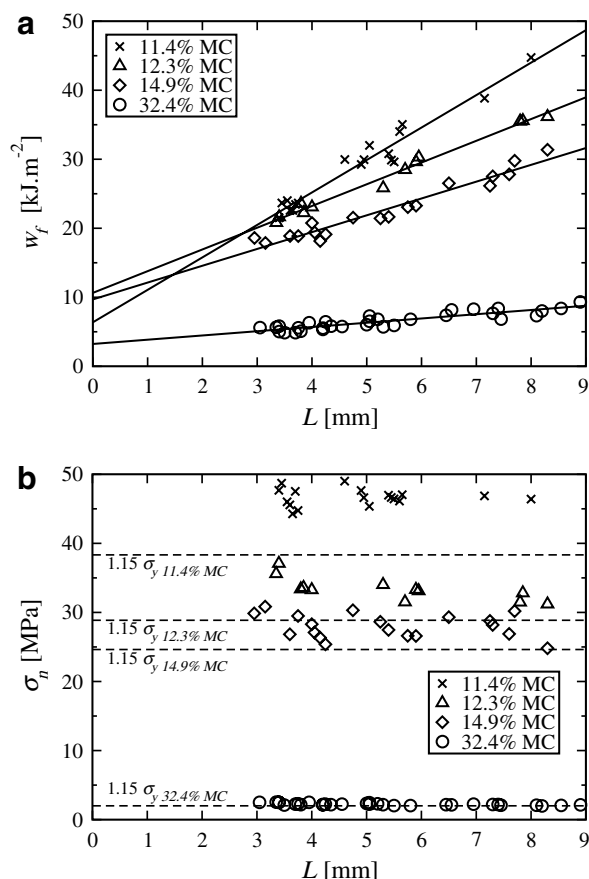 a
50
40
30
20
10
0
w_f [kJ.m⁻²]
11.4% MC
12.3% MC
14.9% MC
32.4% MC
0 1 2 3 4 5 6 7 8 9
L [mm]
b
50
40
30
20
10
0
σ_n [MPa]
1.15 σ_y 11.4% MC
1.15 σ_y 12.3% MC
1.15 σ_y 14.9% MC
11.4% MC
12.3% MC
14.9% MC
32.4% MC
1.15 σ_y 32.4% MC
0 1 2 3 4 5 6 7 8 9
L [mm]